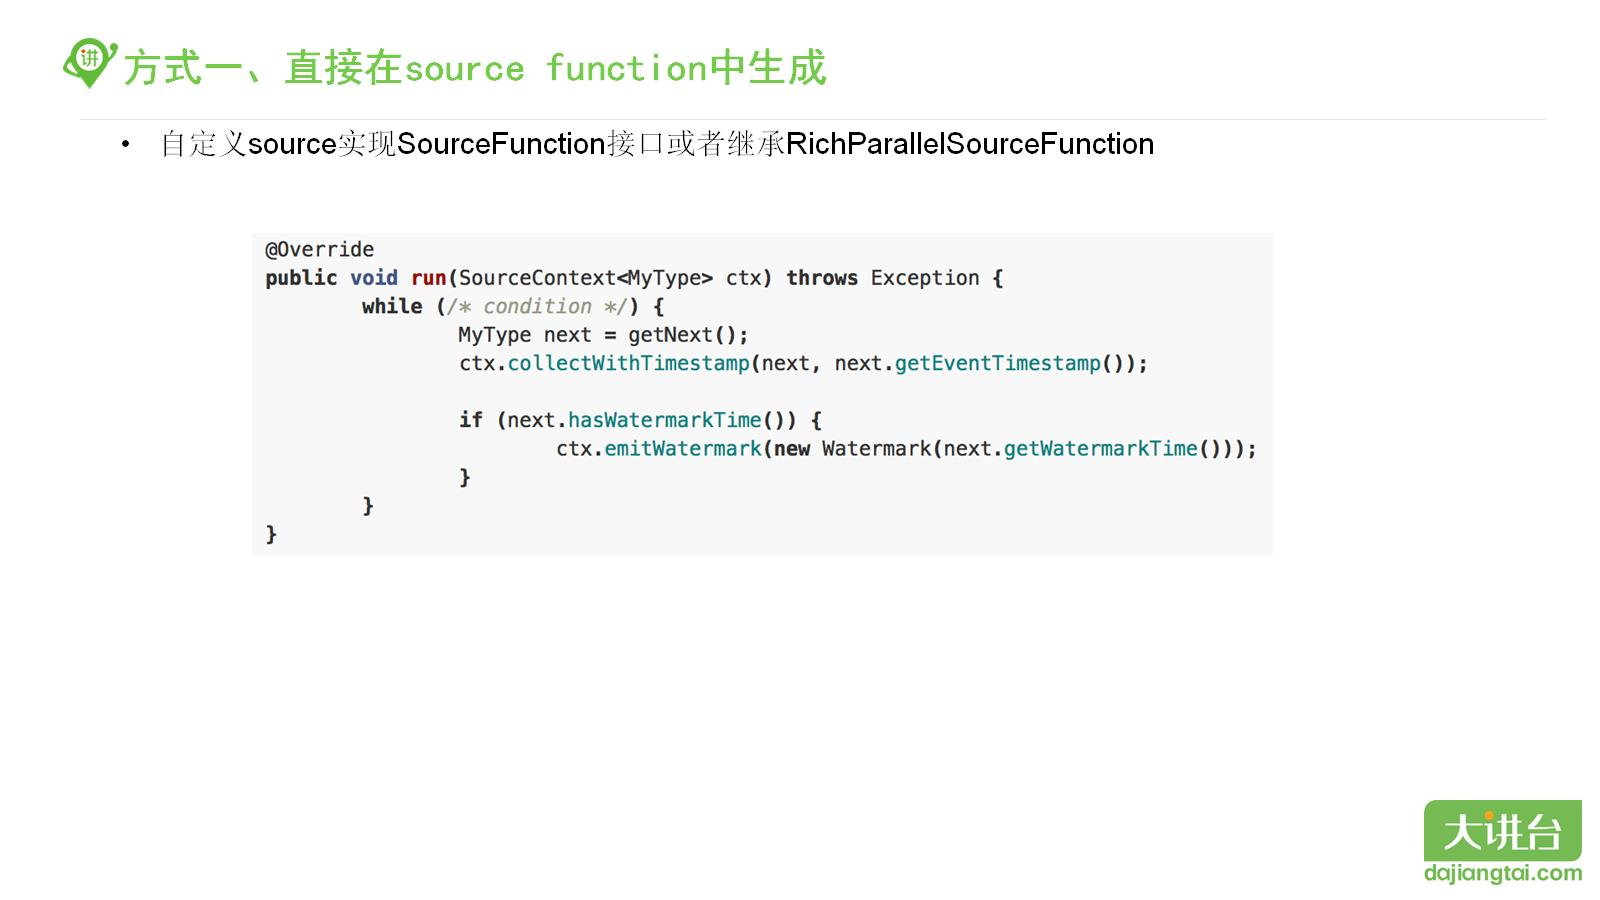 讲
方式一、直接在source function中生成
• 自定义source实现SourceFunction接口或者继承RichParallelSourceFunction
@Override
public void run(SourceContext<MyType> ctx) throws Exception {
        while (/* condition */) {
                MyType next = getNext();
                ctx.collectWithTimestamp(next, next.getEventTimestamp());
                if (next.hasWatermarkTime()) {
                        ctx.emitWatermark(new Watermark(next.getWatermarkTime()));
                }
        }
}
大讲台
dajiangtai.com